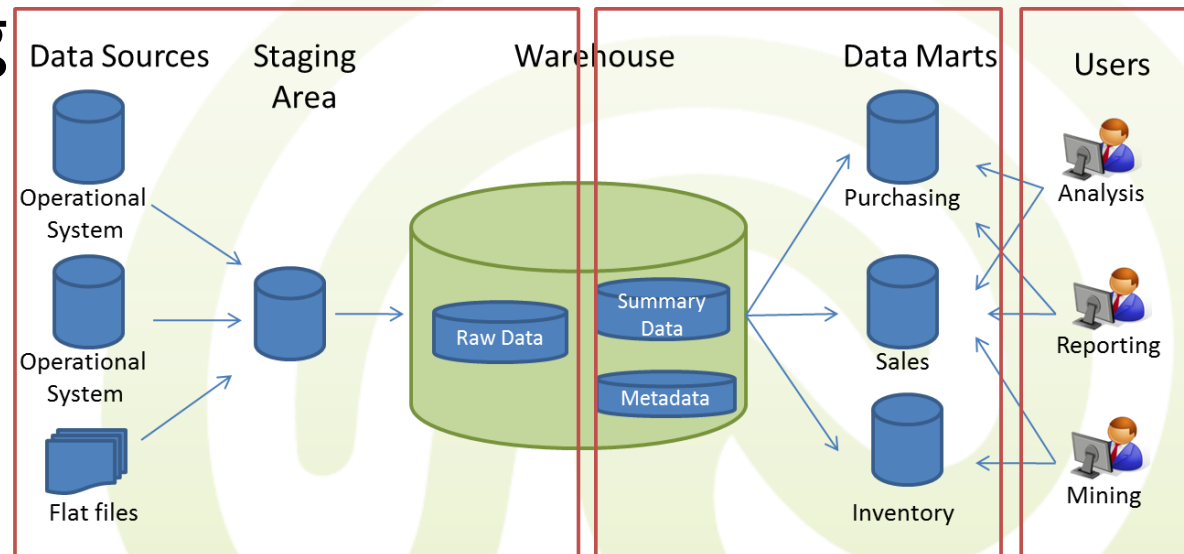 g
Data Sources
Staging
Area
Warehouse
Data Marts
Users
Operational
System
Operational
System
Flat files
Raw Data
Summary
Data
Metadata
Purchasing
Sales
Inventory
Analysis
Reporting
Mining